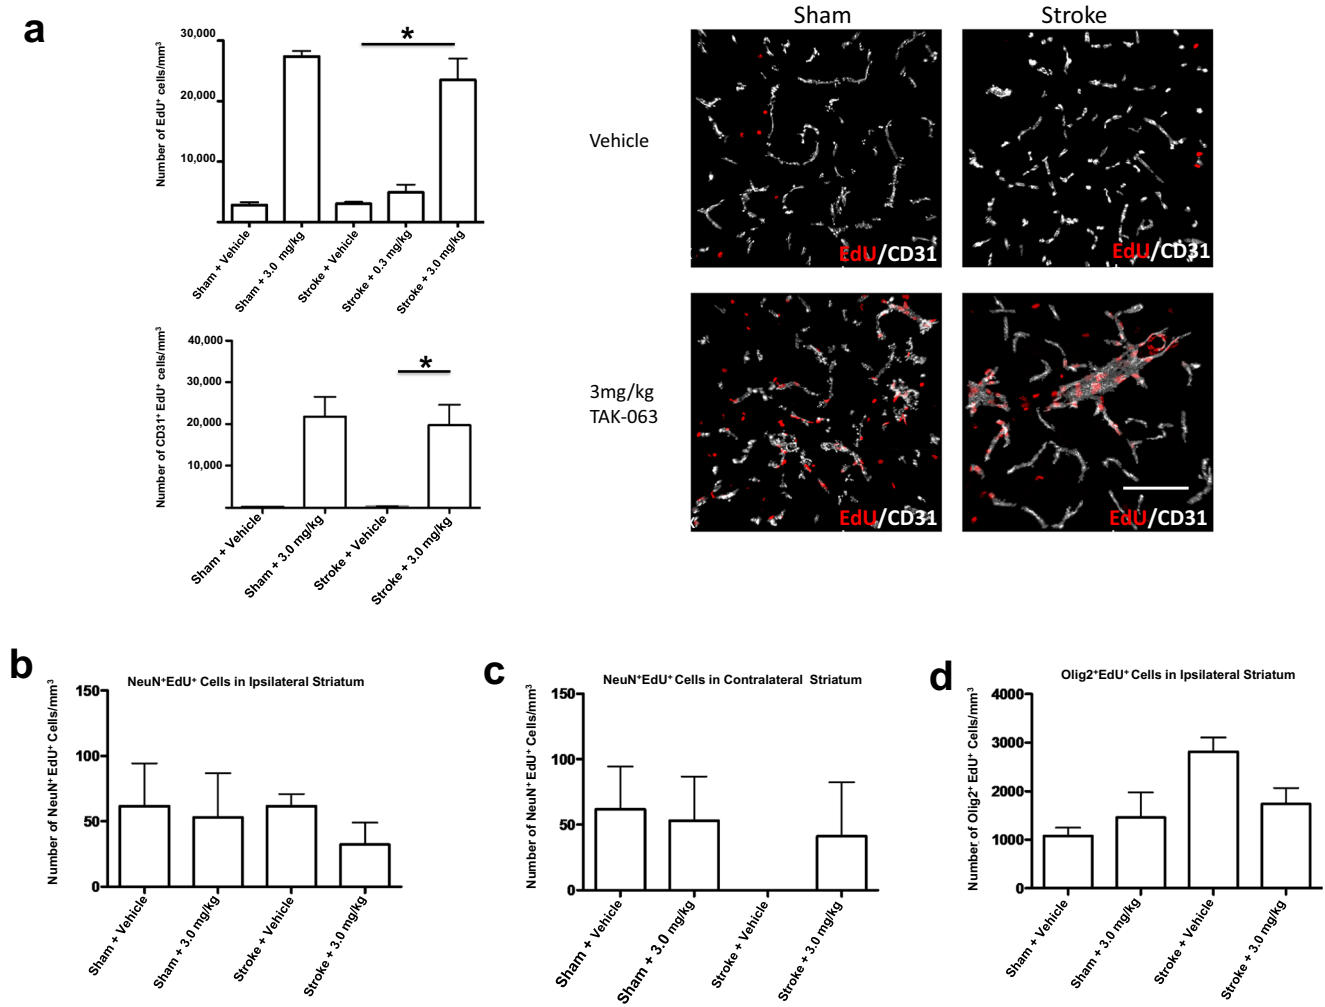 a
Number of EdU⁺ cells/mm³
30,000
20,000
10,000
*
Sham + Vehicle
Sham + 3.0 mg/kg
Stroke + Vehicle
Stroke + 0.3 mg/kg
Stroke + 3.0 mg/kg
Number of CD31⁺ EdU⁺ cells/mm³
40,000
30,000
20,000
10,000
*
Sham + Vehicle
Sham + 3.0 mg/kg
Stroke + Vehicle
Stroke + 3.0 mg/kg
Sham
Stroke
Vehicle
EdU/CD31
EdU/CD31
3mg/kg
TAK-063
EdU/CD31
EdU/CD31
b
NeuN⁺EdU⁺ Cells in Ipsilateral Striatum
Number of NeuN⁺ EdU⁺ Cells/mm³
150
100
50
0
Sham + Vehicle
Sham + 3.0 mg/kg
Stroke + Vehicle
Stroke + 3.0 mg/kg
c
NeuN⁺EdU⁺ Cells in Contralateral Striatum
Number of NeuN⁺ EdU⁺ Cells/mm³
150
100
50
0
Sham + Vehicle
Sham + 3.0 mg/kg
Stroke + Vehicle
Stroke + 3.0 mg/kg
d
Olig2⁺EdU⁺ Cells in Ipsilateral Striatum
Number of Olig2⁺ EdU⁺ Cells/mm³
4000
3000
2000
1000
0
Sham + Vehicle
Sham + 3.0 mg/kg
Stroke + Vehicle
Stroke + 3.0 mg/kg